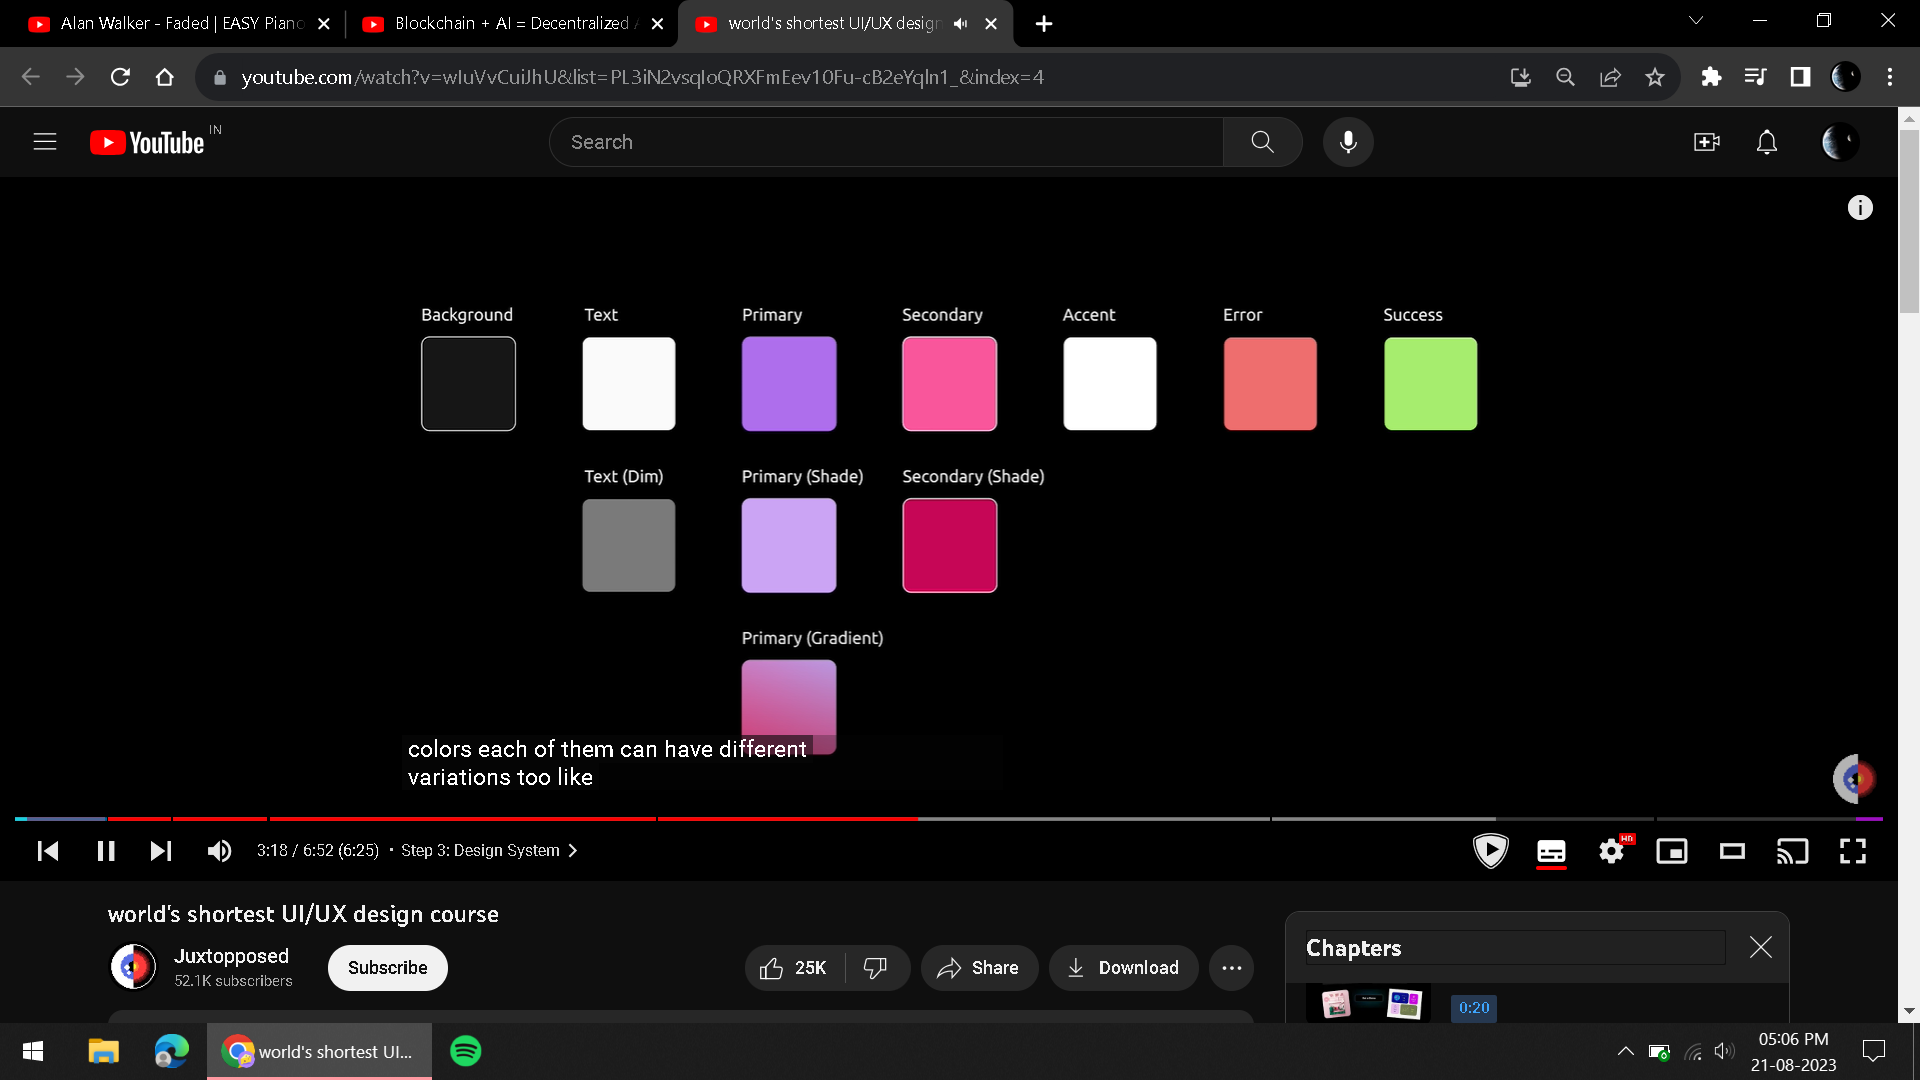 Alan Walker - Faded | EASY Piano
Blockchain + AI = Decentralized
world's shortest UI/UX design
youtube.com/watch?v=wIuVvCuiJhU&list=PL3iN2vsqIoQRXFmEev10Fu-cB2eYqln1_&index=4
YouTube IN
Search
Background Text Primary Secondary Accent Error Success
Text (Dim) Primary (Shade) Secondary (Shade)
Primary (Gradient)
colors each of them can have different
variations too like
3:18 / 6:52 (6:25) • Step 3: Design System
HD
world's shortest UI/UX design course
Juxtopposed
52.1K subscribers
Subscribe
25K
Share
Download
Chapters
0:20
world's shortest UI...
05:06 PM
21-08-2023